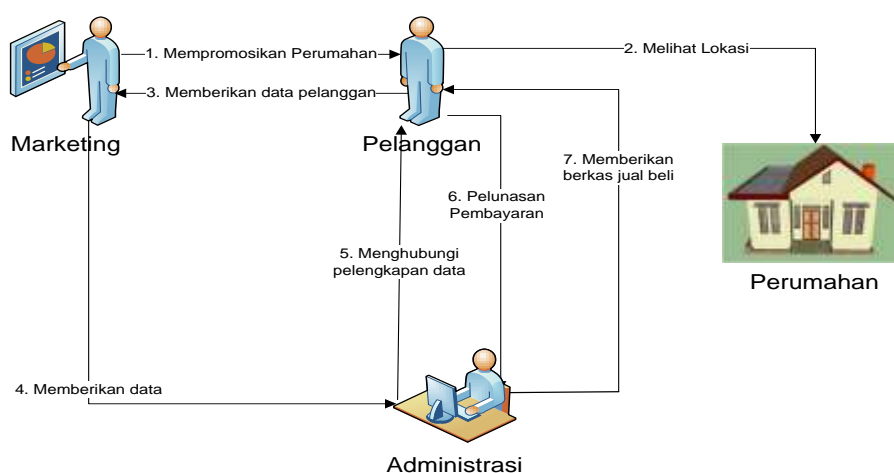 1. Mempromosikan Perumahan
2. Melihat Lokasi
3. Memberikan data pelanggan
Marketing
Pelanggan
7. Memberikan
berkas jual beli
6. Pelunasan
Pembayaran
5. Menghubungi
pelengkapan data
Perumahan
4. Memberikan data
Administrasi